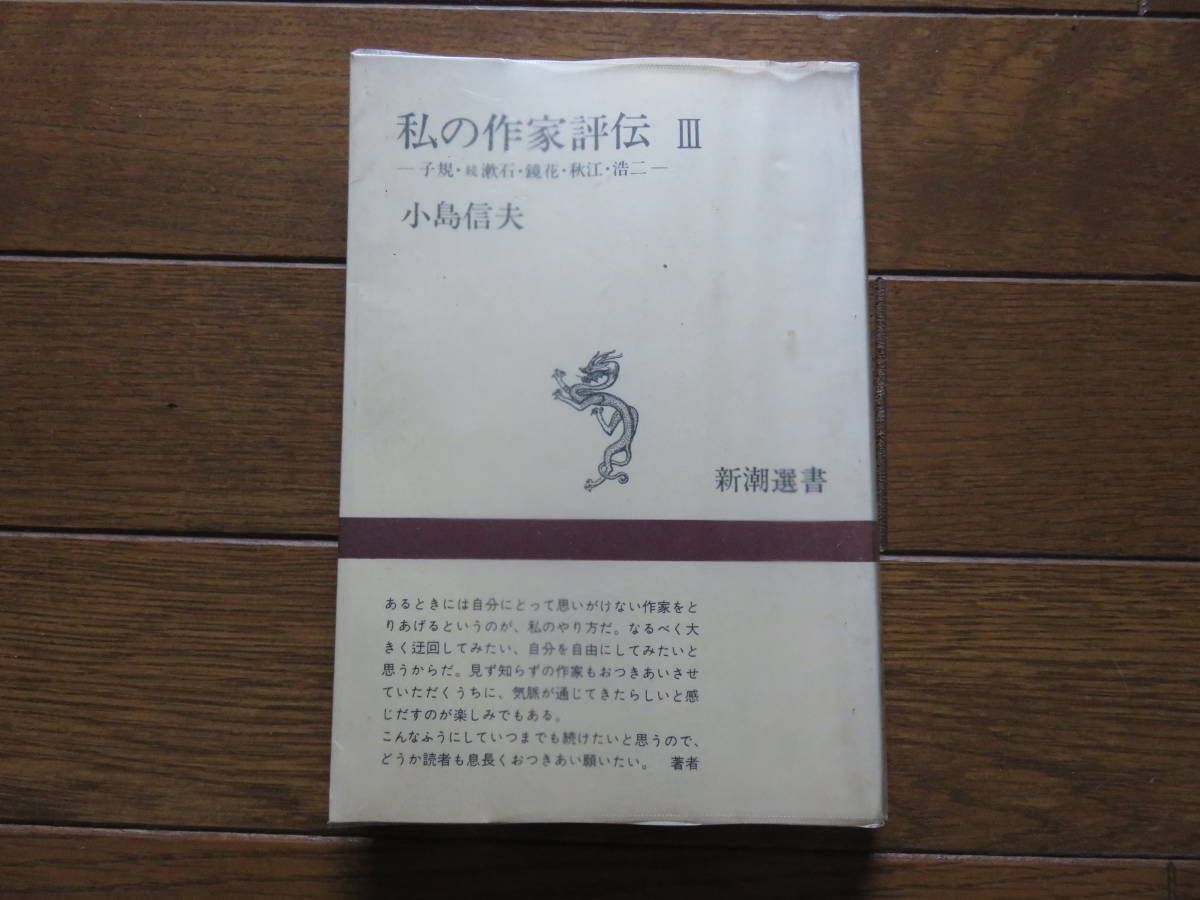 私の作家評伝 Ⅲ
―子規・続漱石・鏡花・秋江・浩二―
小島信夫
新潮選書
あるときには自分にとって思いがけない作家をと
りあげるというのが、私のやり方だ。なるべく大
きく迂回してみたい、自分を自由にしてみたいと
思うからだ。見ず知らずの作家もおつきあいさせ
ていただくうちに、気脈が通じてきたらしいと感
じだすのが楽しみでもある。
こんなふうにしていつまでも続けたいと思うので、
どうか読者も息長くおつきあい願いたい。 著者